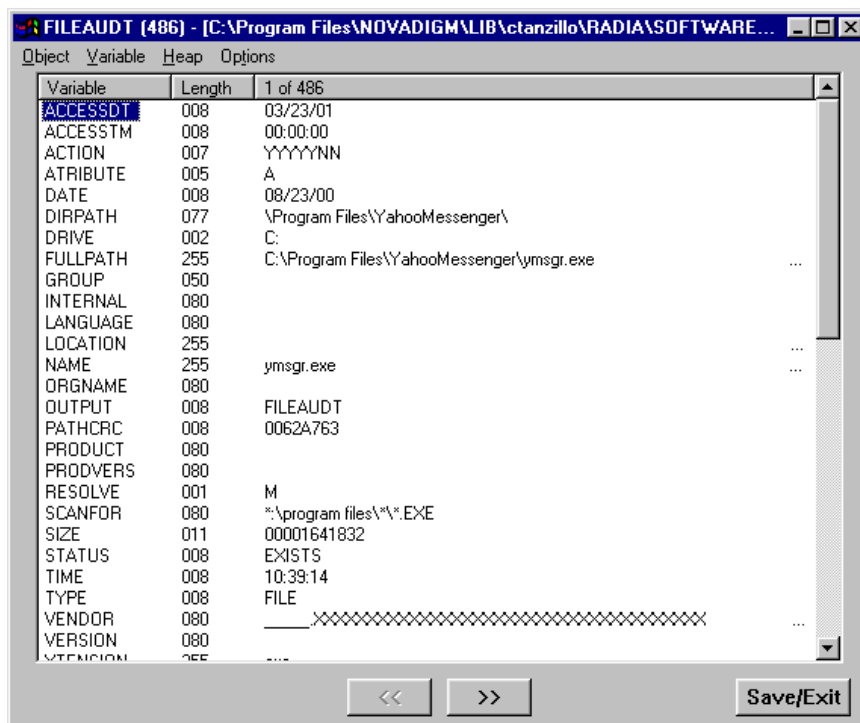 FILEAUDT (486) - [C:\Program Files\NOVADIGM\LIB\ctanzillo\RADIA\SOFTWARE...
Object Variable Heap Options
Variable Length 1 of 486
ACCESSDT 008 03/23/01
ACCESSTM 008 00:00:00
ACTION 007 YYYYYNN
ATRIBUTE 005 A
DATE 008 08/23/00
DIRPATH 077 \Program Files\YahooMessenger\
DRIVE 002 C:
FULLPATH 255 C:\Program Files\YahooMessenger\ymsgr.exe ...
GROUP 050
INTERNAL 080
LANGUAGE 080
LOCATION 255 ...
NAME 255 ymsgr.exe ...
ORGNAME 080
OUTPUT 008 FILEAUDT
PATHCRC 008 0062A763
PRODUCT 080
PRODVERS 080
RESOLVE 001 M
SCANFOR 080 *:\program files\*\*.EXE
SIZE 011 00001641832
STATUS 008 EXISTS
TIME 008 10:39:14
TYPE 008 FILE
VENDOR 080 ...
VERSION 080
<< >> Save/Exit